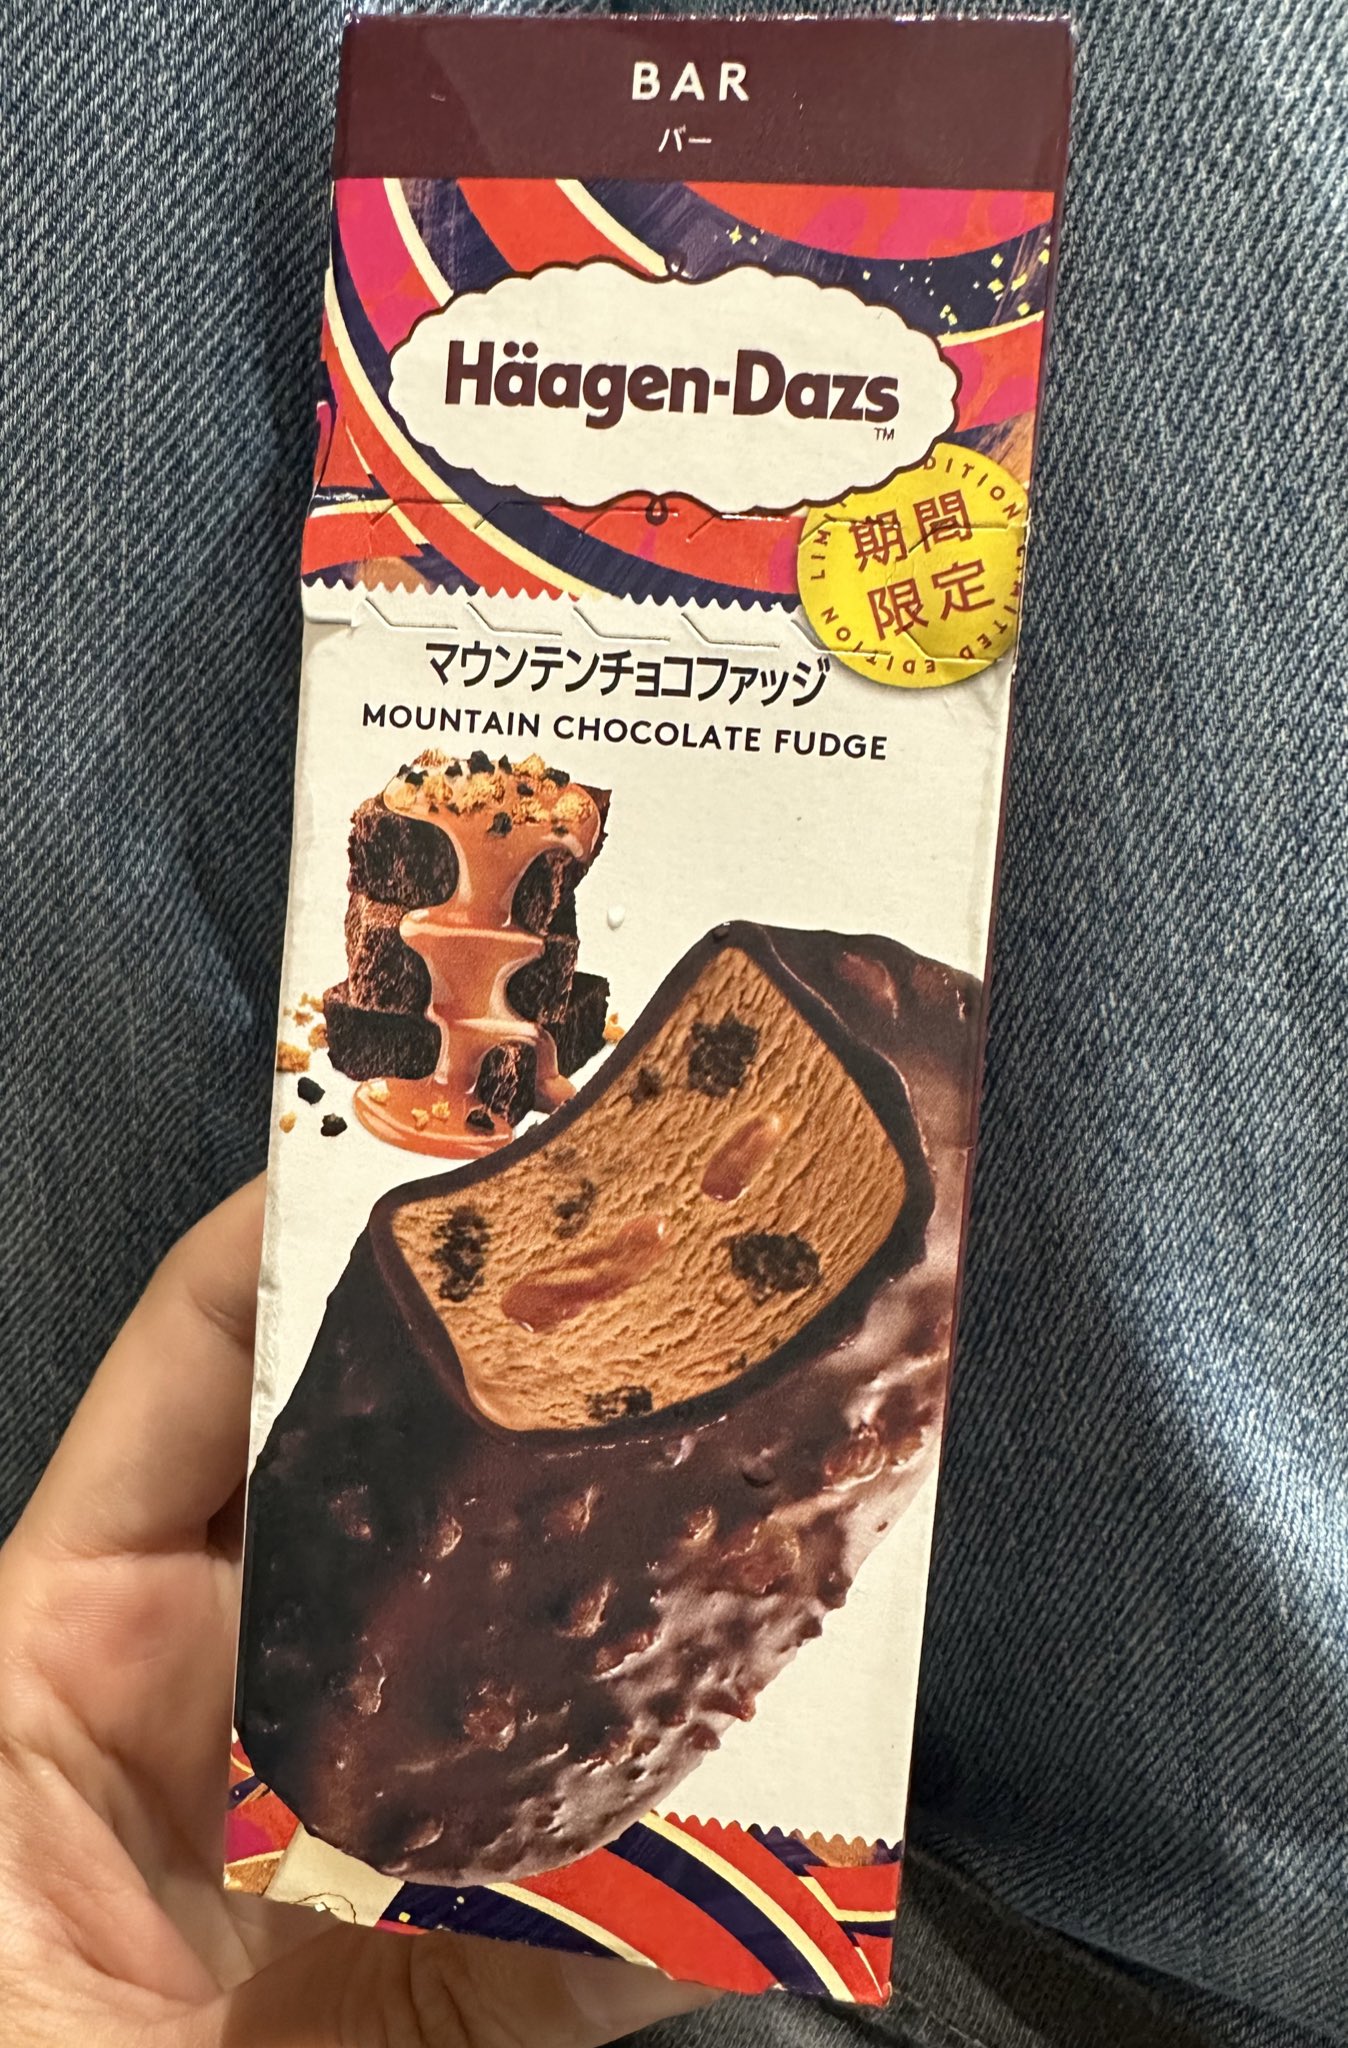 BAR
バー
Häagen-Dazs
TM
期間
限定
LIMITED EDITION
マウンテンチョコファッジ
MOUNTAIN CHOCOLATE FUDGE